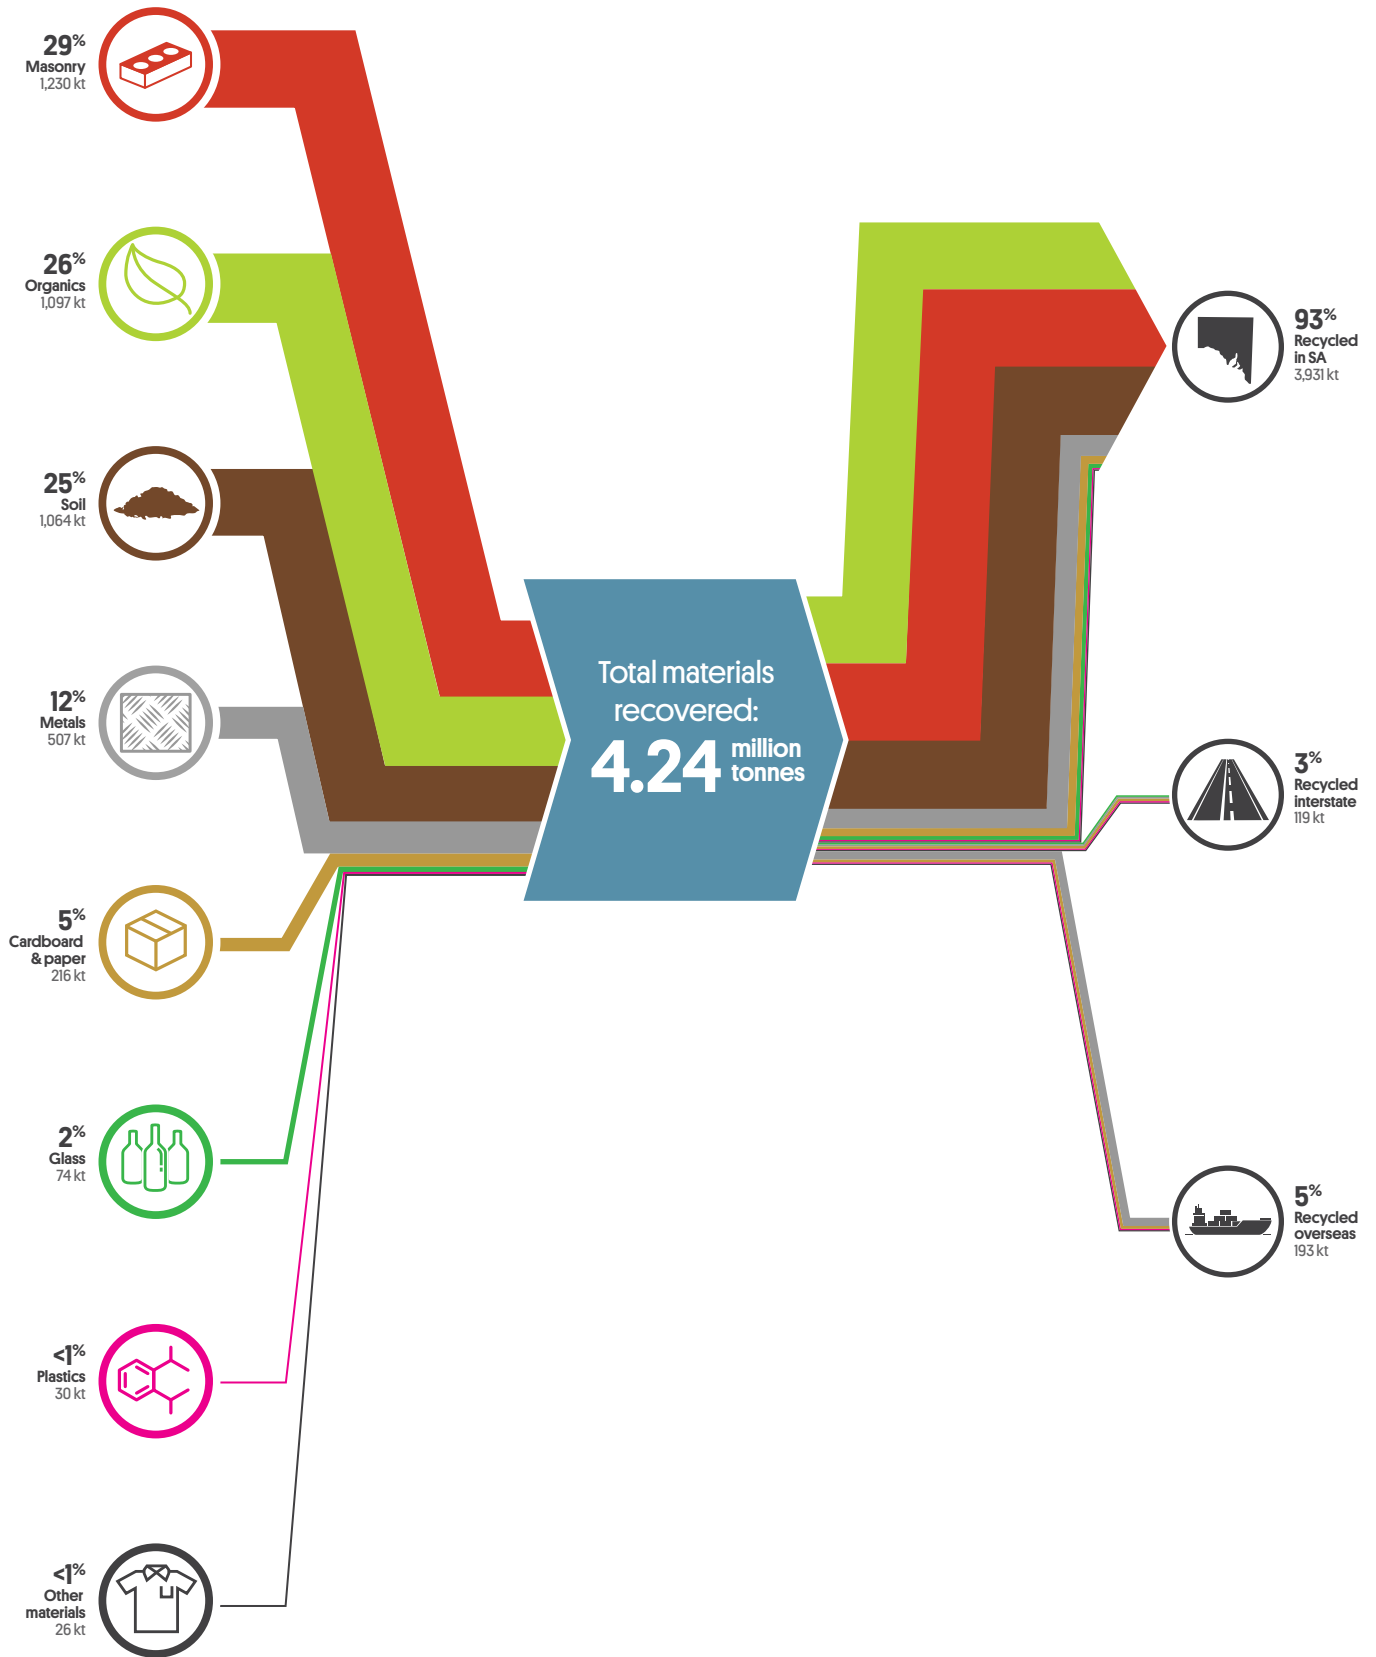 29%
Masonry
1,230 kt
26%
Organics
1,097 kt
25%
Soil
1,064 kt
12%
Metals
507 kt
5%
Cardboard
& paper
216 kt
2%
Glass
74 kt
<1%
Plastics
30 kt
<1%
Other
materials
26 kt
Total materials
recovered:
4.24 million
tonnes
93%
Recycled
in SA
3,931 kt
3%
Recycled
interstate
119 kt
5%
Recycled
overseas
193 kt